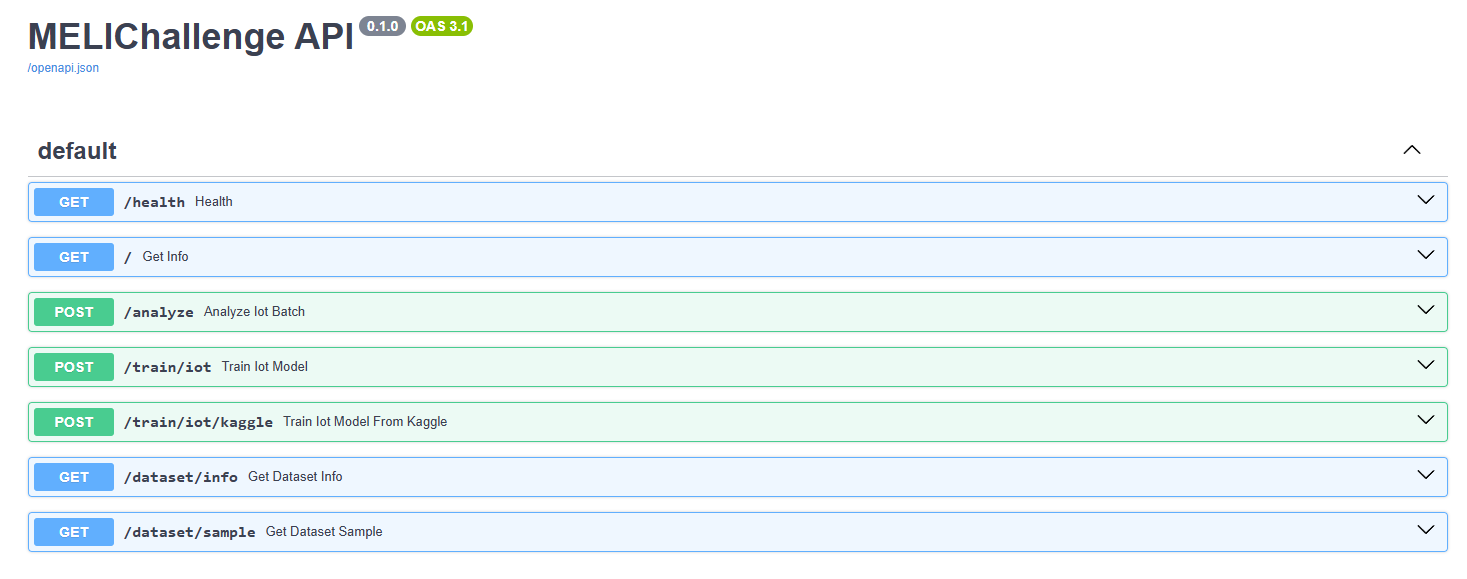 MELIChallenge API 0.1.0 OAS 3.1
/openapi.json
default
GET /health Health
GET / Get Info
POST /analyze Analyze Iot Batch
POST /train/iot Train Iot Model
POST /train/iot/kaggle Train Iot Model From Kaggle
GET /dataset/info Get Dataset Info
GET /dataset/sample Get Dataset Sample